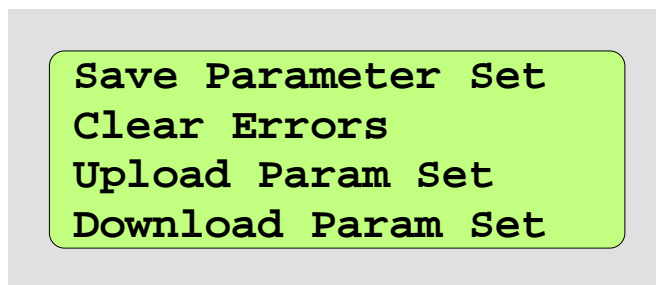 Save Parameter Set
Clear Errors
Upload Param Set
Download Param Set